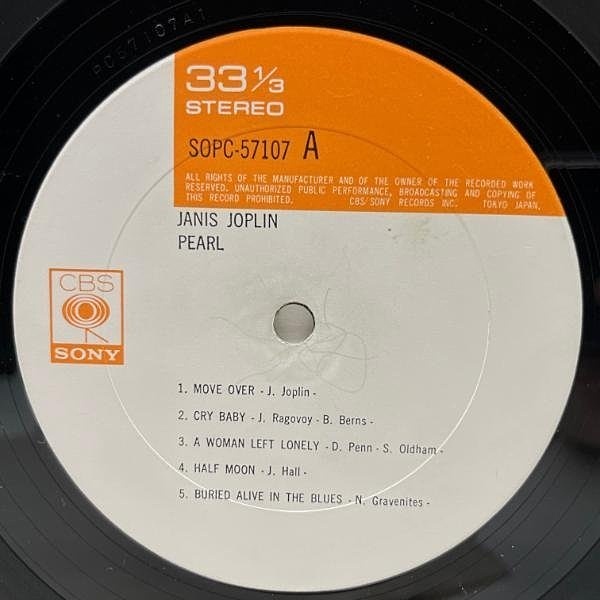 33 1/3
STEREO
SOPC-57107 A
ALL RIGHTS OF THE MANUFACTURER AND OF THE OWNER OF THE RECORDED WORK
RESERVED. UNAUTHORIZED PUBLIC PERFORMANCE, BROADCASTING AND COPYING OF
THIS RECORD PROHIBITED. CBS/SONY RECORDS INC. TOKYO JAPAN.
JANIS JOPLIN
PEARL
CBS
SONY
1. MOVE OVER - J. Joplin -
2. CRY BABY - J. Ragovoy - B. Berns -
3. A WOMAN LEFT LONELY - D. Penn - S. Oldham -
4. HALF MOON - J. Hall -
5. BURIED ALIVE IN THE BLUES - N. Gravenites -